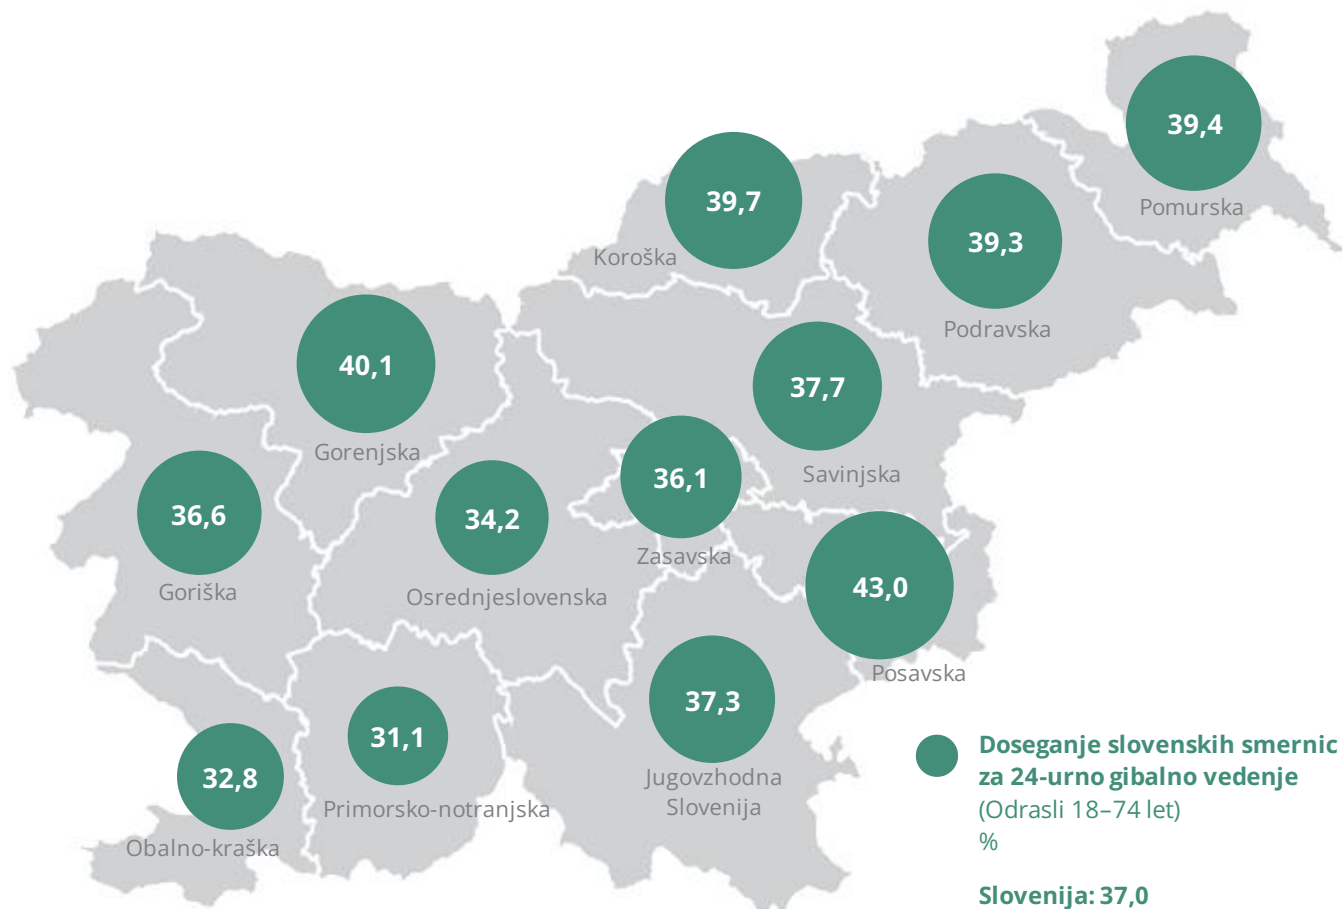 39,4
Pomurska
39,7
Koroška
39,3
Podravska
40,1
Gorenjska
37,7
Savinjska
36,6
Goriška
34,2
Osrednjeslovenska
36,1
Zasavska
43,0
Posavska
37,3
Jugovzhodna
Slovenija
31,1
Primorsko-notranjska
32,8
Obalno-kraška
Doseganje slovenskih smernic
za 24-urno gibalno vedenje
(Odrasli 18–74 let)
%
Slovenija: 37,0